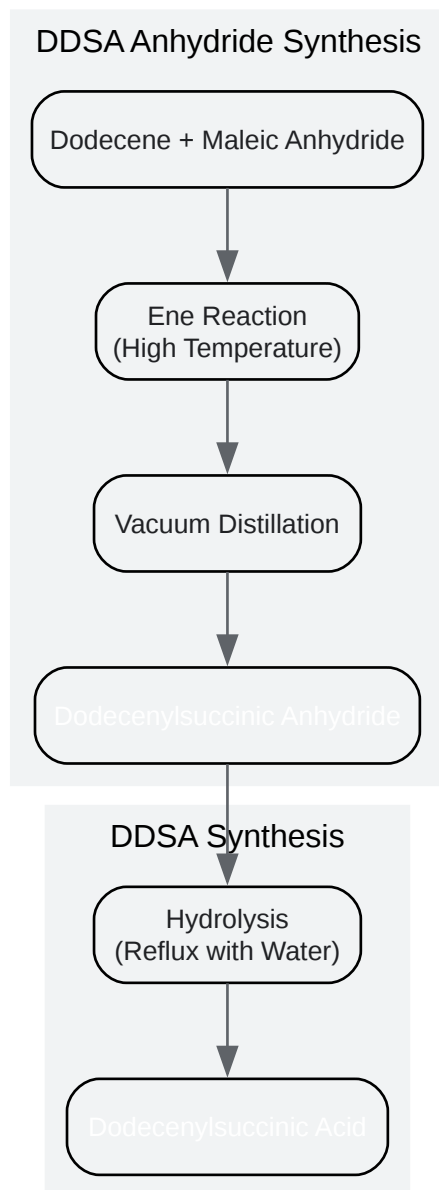 DDSA Anhydride Synthesis
Dodecene + Maleic Anhydride
Ene Reaction
(High Temperature)
Vacuum Distillation
Dodecenylsuccinic Anhydride
DDSA Synthesis
Hydrolysis
(Reflux with Water)
Dodecenylsuccinic Acid